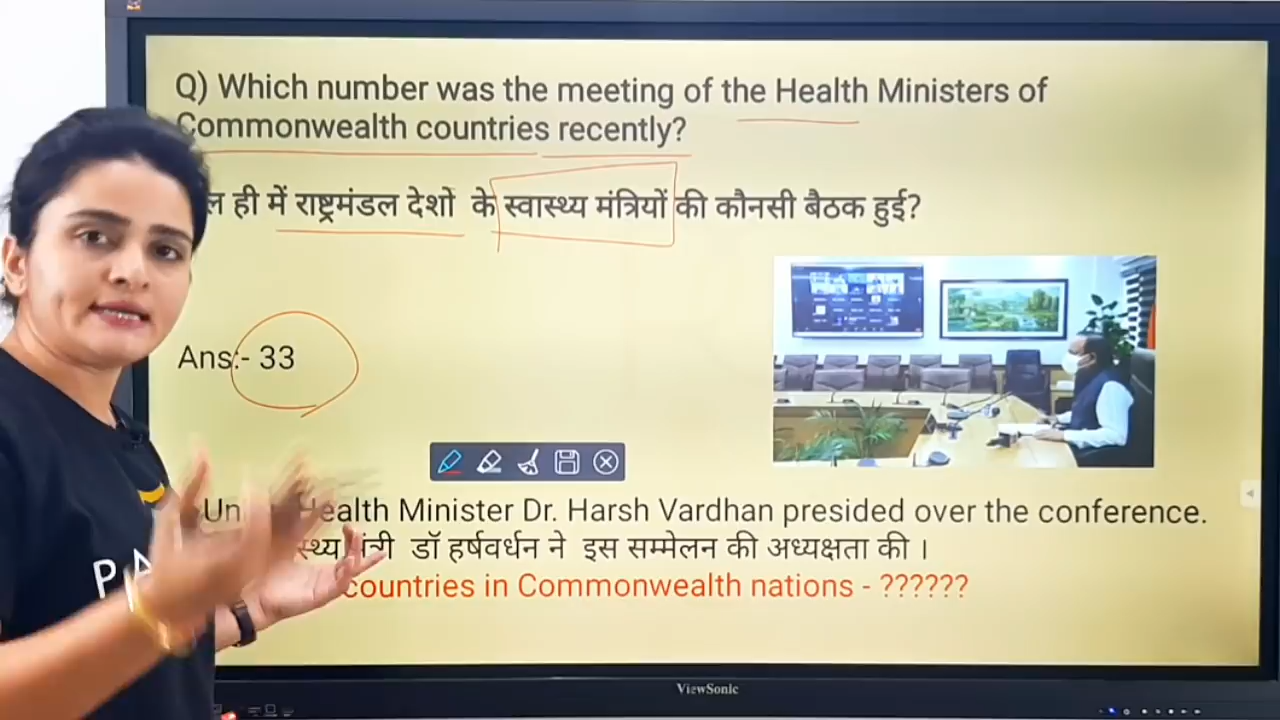 Q) Which number was the meeting of the Health Ministers of
Commonwealth countries recently?
ही में राष्ट्रमंडल देशो के स्वास्थ्य मंत्रियों की कौनसी बैठक हुई?
Ans:- 33
Health Minister Dr. Harsh Vardhan presided over the conference.
डॉ हर्षवर्धन ने इस सम्मेलन की अध्यक्षता की ।
countries in Commonwealth nations - ??????
ViewSonic